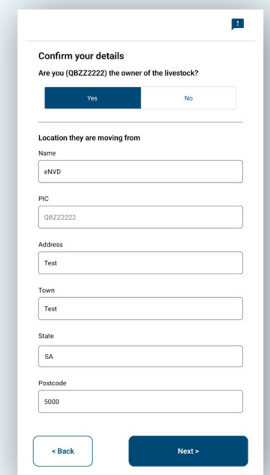 !
Confirm your details
Are you (QBZZ2222) the owner of the livestock?
Yes No
Location they are moving from
Name
eNVD
PIC
QBZZ2222
Address
Test
Town
Test
State
SA
Postcode
5000
< Back Next >